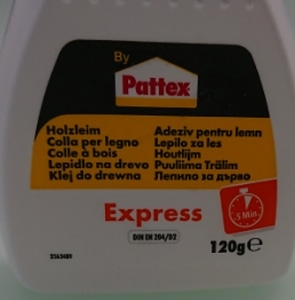 By
Pattex
Holzleim
Colla per legno
Colle à bois
Lepidlo na drevo
Klej do drewna
Adeziv pentru lemn
Lepilo za les
Houtlijm
Puuliima Trälim
Лепило за дърво
Express
5 Min.
DIN EN 204/D2
120g℮